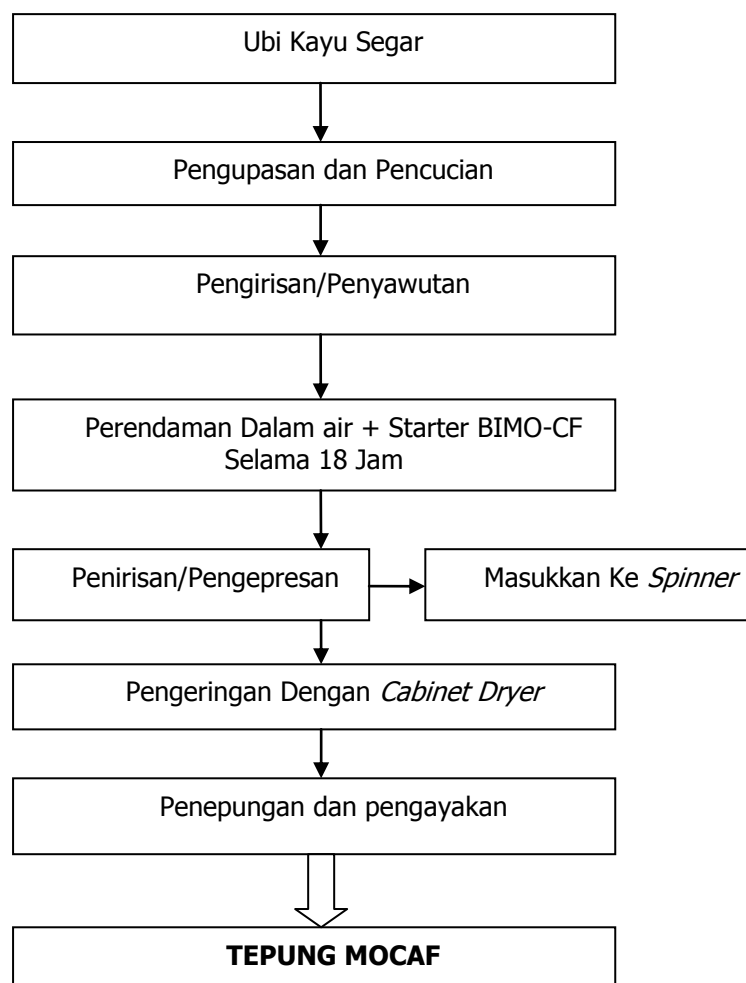 Ubi Kayu Segar
Pengupasan dan Pencucian
Pengirisan/Penyawutan
Perendaman Dalam air + Starter BIMO-CF
Selama 18 Jam
Penirisan/Pengepresan
Masukkan Ke Spinner
Pengeringan Dengan Cabinet Dryer
Penepungan dan pengayakan
TEPUNG MOCAF